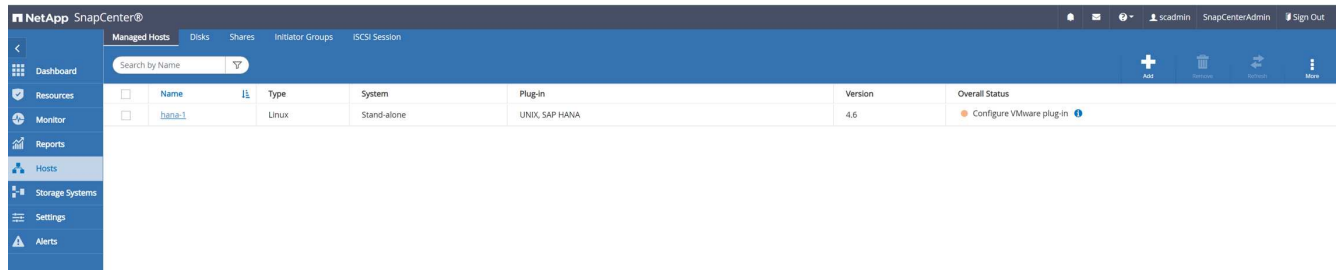 NetApp SnapCenter®
scadmin SnapCenterAdmin Sign Out
Managed Hosts Disks Shares Initiator Groups iSCSI Session
Search by Name
Add Remove Refresh More
Dashboard
Resources
Monitor
Reports
Hosts
Storage Systems
Settings
Alerts
Name Type System Plug-in Version Overall Status
hana-1 Linux Stand-alone UNIX, SAP HANA 4.6 Configure VMware plug-in